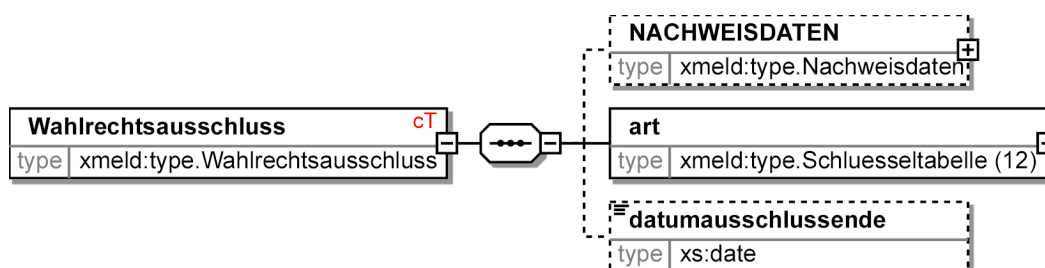 NACHWEISDATEN
type xmeld:type.Nachweisdaten
Wahlrechtsausschluss cT
type xmeld:type.Wahlrechtsausschluss
art
type xmeld:type.Schluesseltabelle (12)
datumausschlussende
type xs:date